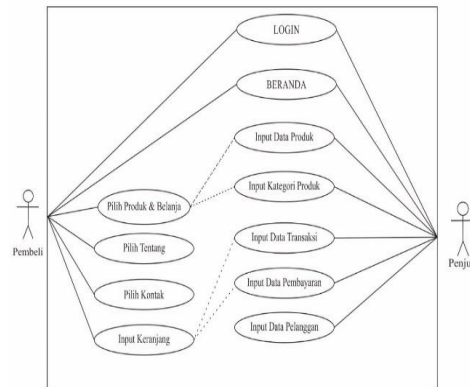 LOGIN
BERANDA
Input Data Produk
Pilih Produk & Belanja
Input Kategori Produk
Pembeli
Pilih Tentang
Input Data Transaksi
Penju
Pilih Kontak
Input Data Pembayaran
Input Keranjang
Input Data Pelanggan